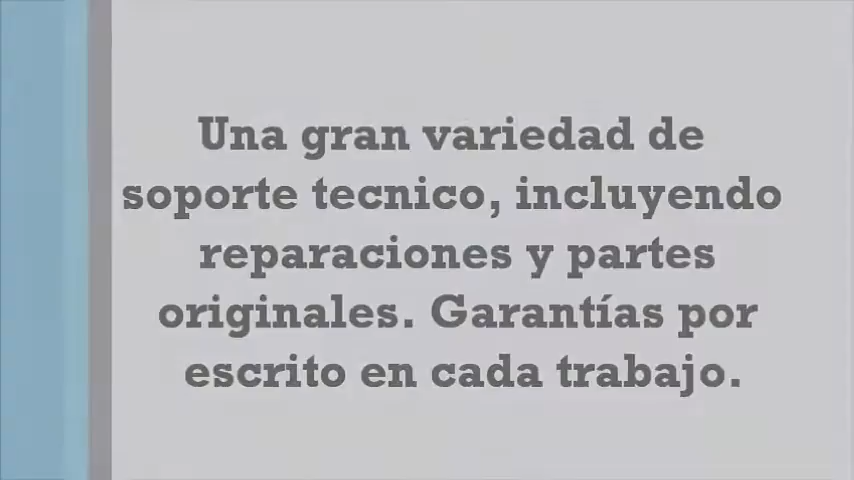 Una gran variedad de
soporte tecnico, incluyendo
reparaciones y partes
originales. Garantías por
escrito en cada trabajo.